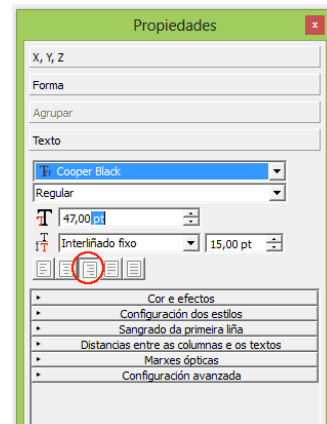 Propiedades
x
X, Y, Z
Forma
Agrupar
Texto
Cooper Black
Regular
47,00 pt
Interliñado fixo 15,00 pt
Cor e efectos
Configuración dos estilos
Sangrado da primeira liña
Distancias entre as columnas e os textos
Marxes ópticas
Configuración avanzada